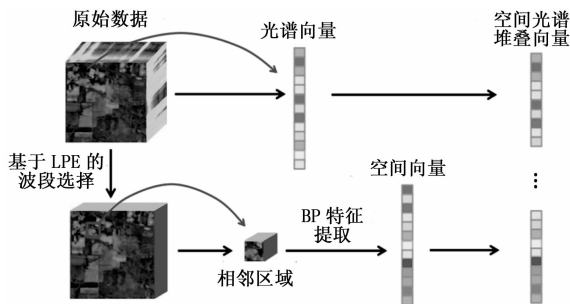 原始数据
光谱向量
空间光谱
堆叠向量
基于 LPE 的
波段选择
空间向量
BP 特征
提取
相邻区域